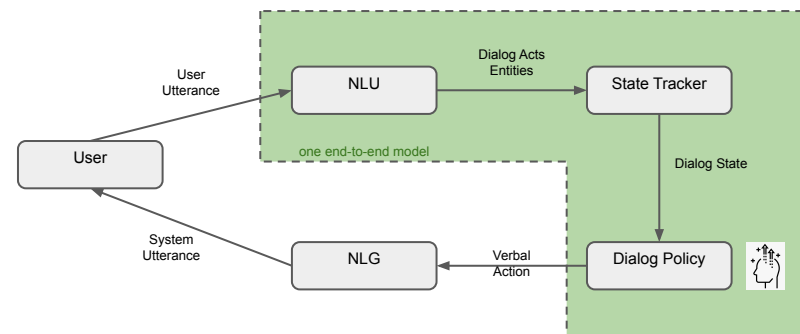 User
Utterance
NLU
Dialog Acts
Entities
State Tracker
User
one end-to-end model
Dialog State
System
Utterance
NLG
Verbal
Action
Dialog Policy